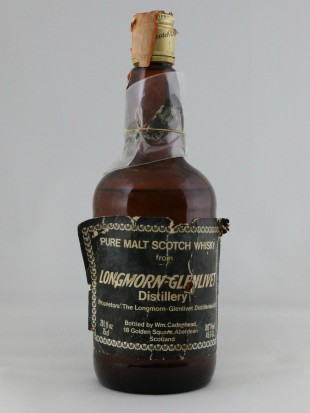 PURE MALT SCOTCH WHISKY
from
LONGMORN-GLENLIVET
Distillery
Proprietors: The Longmorn-Glenlivet Distilleries
Bottled by Wm. Cadenhead,
18 Golden Square, Aberdeen
Scotland